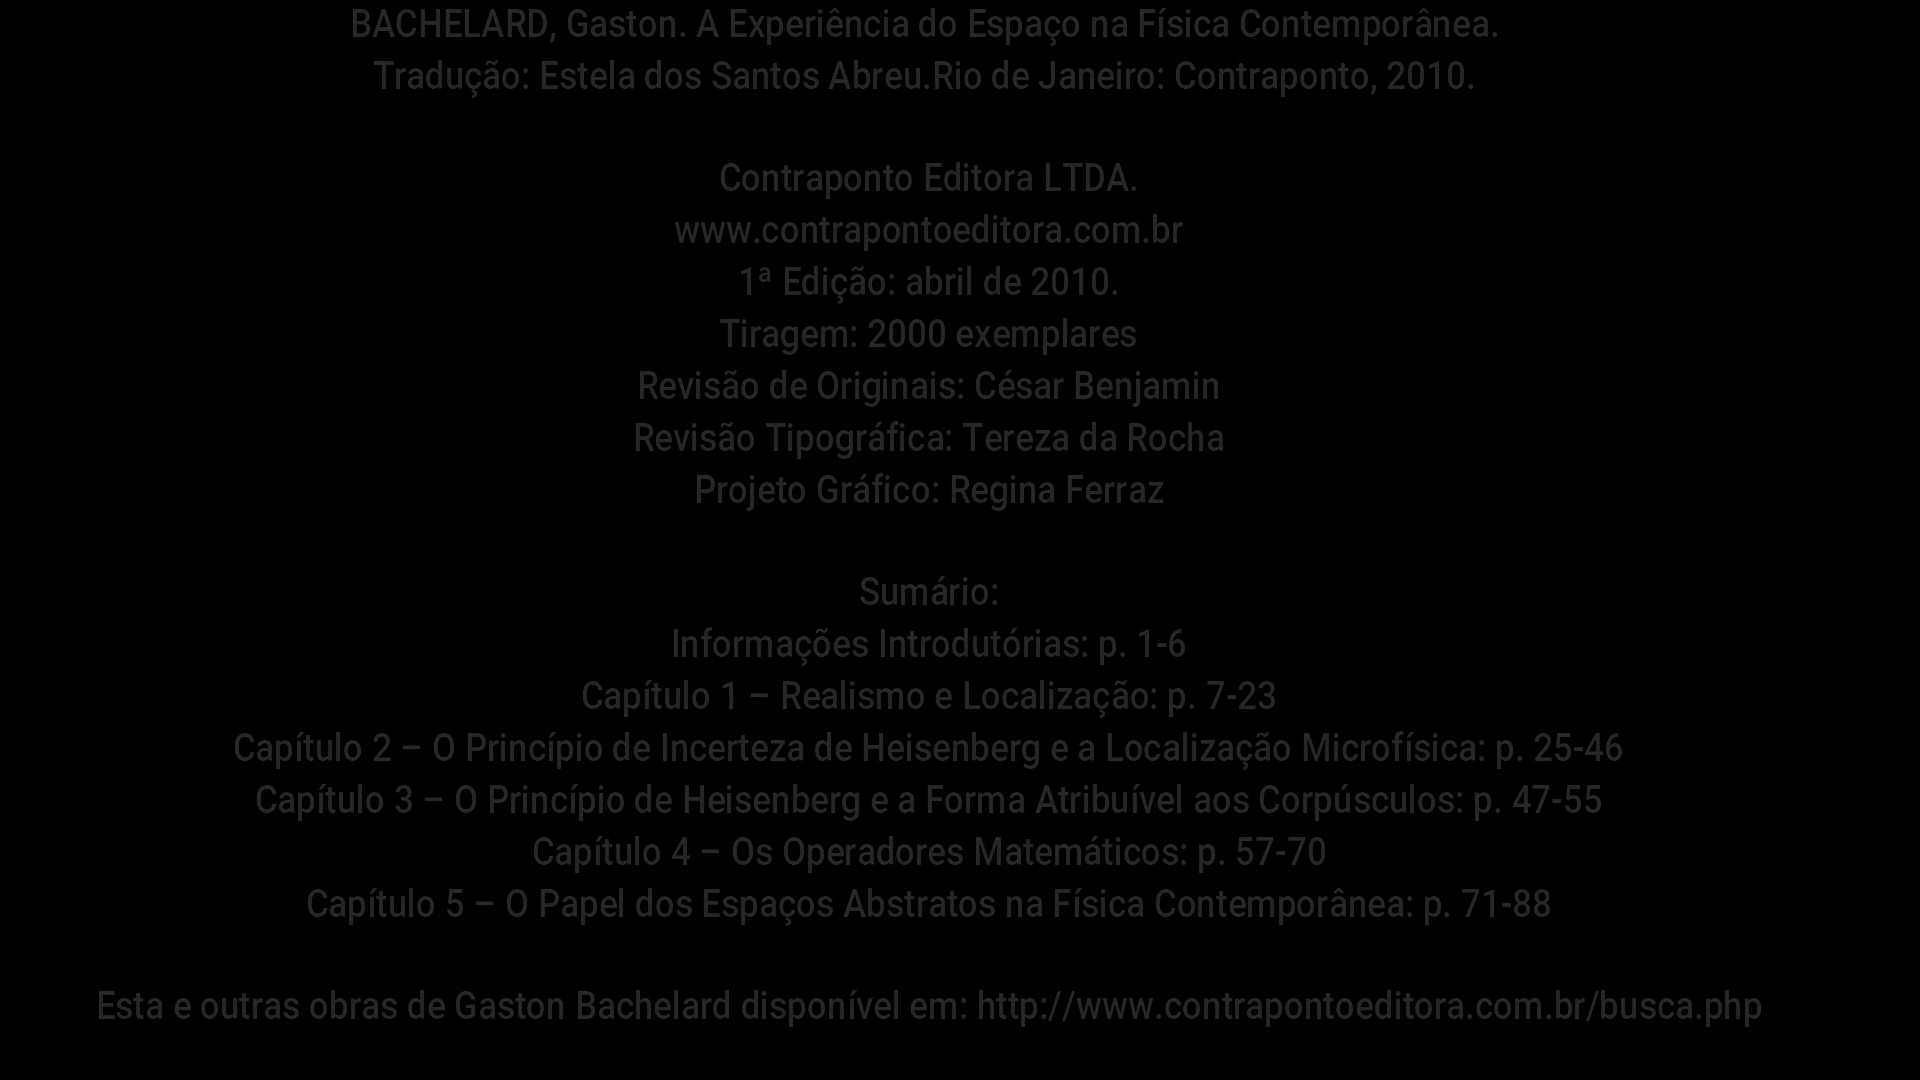 BACHELARD, Gaston. A Experiência do Espaço na Física Contemporânea.
Tradução: Estela dos Santos Abreu.Rio de Janeiro: Contraponto, 2010.
Contraponto Editora LTDA.
www.contrapontoeditora.com.br
1ª Edição: abril de 2010.
Tiragem: 2000 exemplares
Revisão de Originais: César Benjamin
Revisão Tipográfica: Tereza da Rocha
Projeto Gráfico: Regina Ferraz
Sumário:
Informações Introdutórias: p. 1-6
Capítulo 1 – Realismo e Localização: p. 7-23
Capítulo 2 – O Princípio de Incerteza de Heisenberg e a Localização Microfísica: p. 25-46
Capítulo 3 – O Princípio de Heisenberg e a Forma Atribuível aos Corpúsculos: p. 47-55
Capítulo 4 – Os Operadores Matemáticos: p. 57-70
Capítulo 5 – O Papel dos Espaços Abstratos na Física Contemporânea: p. 71-88
Esta e outras obras de Gaston Bachelard disponível em: http://www.contrapontoeditora.com.br/busca.php